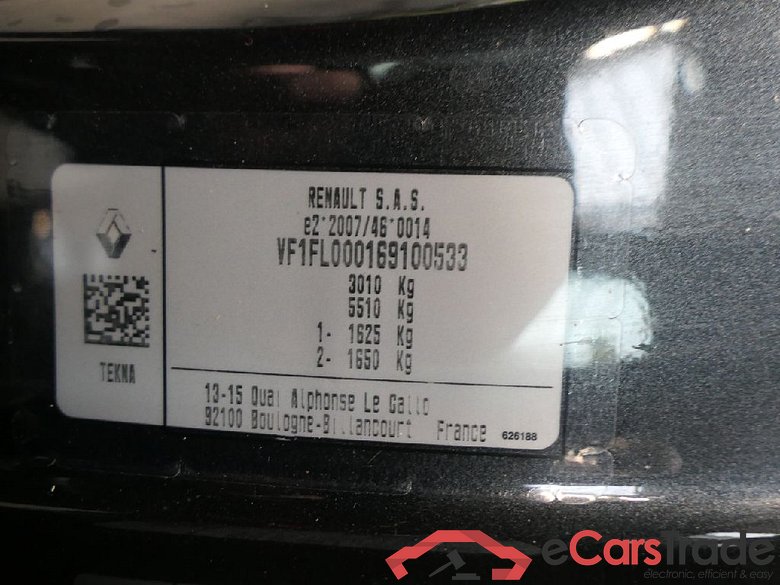 RENAULT S.A.S.
e2*2007/46*0014
VF1FL000169100533
3010 Kg
5510 Kg
1- 1625 Kg
2- 1650 Kg
TEKNA
13-15 Quai Alphonse Le Gallo
92100 Boulogne-Billancourt France
626188
eCarsTrade
electronic, efficient & easy